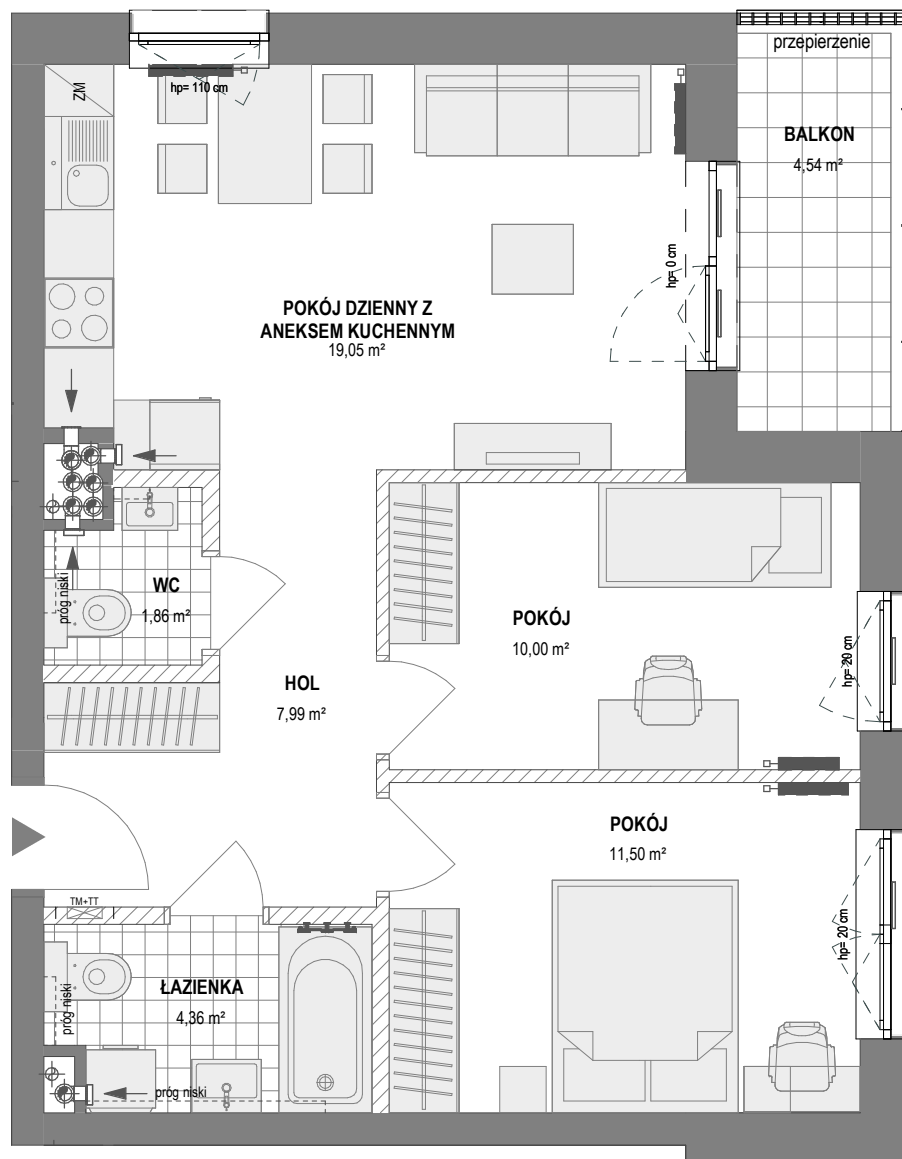 przepierzenie
ZM
hp= 110 cm
BALKON
4,54 m²
hp= 0 cm
POKÓJ DZIENNY Z
ANEKSEM KUCHENNYM
19,05 m²
WC
1,86 m²
próg niski
POKÓJ
10,00 m²
hp= 20 cm
HOL
7,99 m²
POKÓJ
11,50 m²
hp= 20 cm
TM+TT
ŁAZIENKA
4,36 m²
próg niski
próg niski